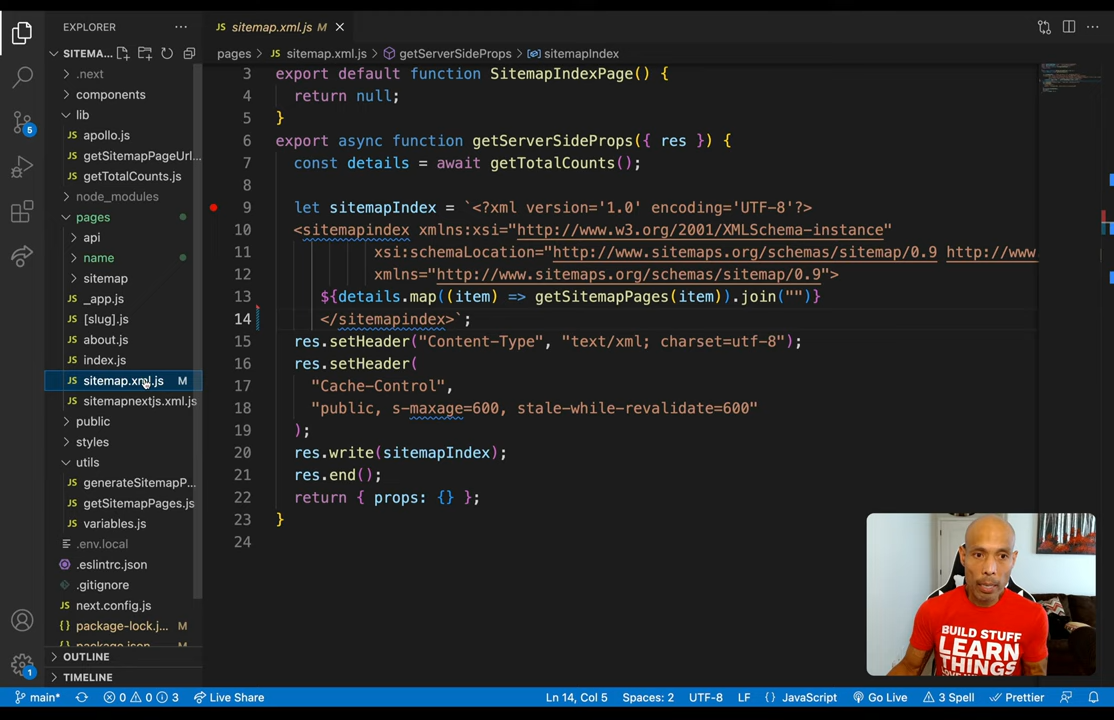 EXPLORER
sitemap.xml.js M
SITEMA...
pages > sitemap.xml.js > getServerSideProps > sitemapIndex
.next
components
lib
apollo.js
getSitemapPageUrl...
getTotalCounts.js
node_modules
pages
api
name
sitemap
_app.js
[slug].js
about.js
index.js
sitemap.xml.js M
sitemapnextjs.xml.js
public
styles
utils
generateSitemapP...
getSitemapPages.js
variables.js
.env.local
.eslintrc.js
.gitignore
next.config.js
package-lock.j... M
package.json M
OUTLINE
TIMELINE
3 export default function SitemapIndexPage() {
4 return null;
5 }
6 export async function getServerSideProps({ res }) {
7 const details = await getTotalCounts();
8
9 let sitemapIndex = `<?xml version='1.0' encoding='UTF-8'?>
10 <sitemapindex xmlns:xsi="http://www.w3.org/2001/XMLSchema-instance"
11 xsi:schemaLocation="http://www.sitemaps.org/schemas/sitemap/0.9 http://www.
12 xmlns="http://www.sitemaps.org/schemas/sitemap/0.9">
13 ${details.map((item) => getSitemapPages(item)).join("")}
14 </sitemapindex>`;
15 res.setHeader("Content-Type", "text/xml; charset=utf-8");
16 res.setHeader(
17 "Cache-Control",
18 "public, s-maxage=600, stale-while-revalidate=600"
19 );
20 res.write(sitemapIndex);
21 res.end();
22 return { props: {} };
23 }
24
BUILD STUFF
LEARN
THINGS
5
1
main* 0 0 3 Live Share
Ln 14, Col 5 Spaces: 2 UTF-8 LF {} JavaScript Go Live 3 Spell Prettier